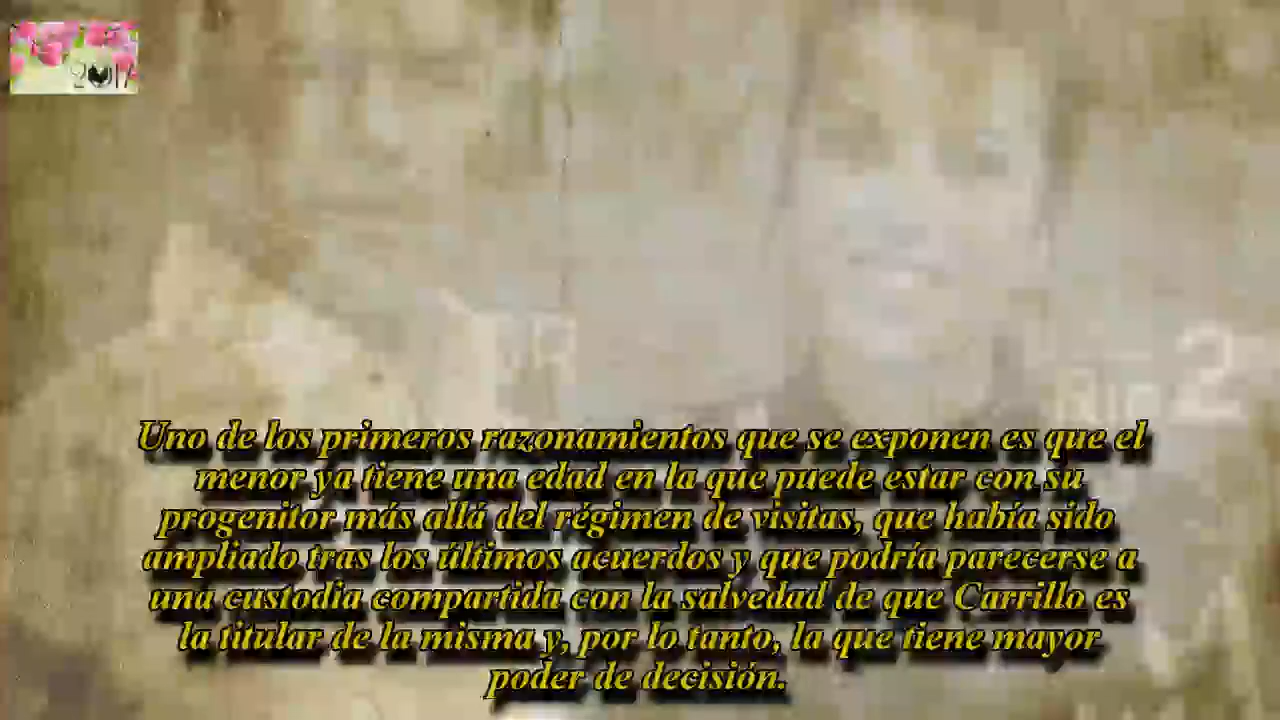 2017
Uno de los primeros razonamientos que se exponen es que el
menor ya tiene una edad en la que puede estar con su
progenitor más allá del régimen de visitas, que había sido
ampliado tras los últimos acuerdos y que podría parecerse a
una custodia compartida con la salvedad de que Carrillo es
la titular de la misma y, por lo tanto, la que tiene mayor
poder de decisión.